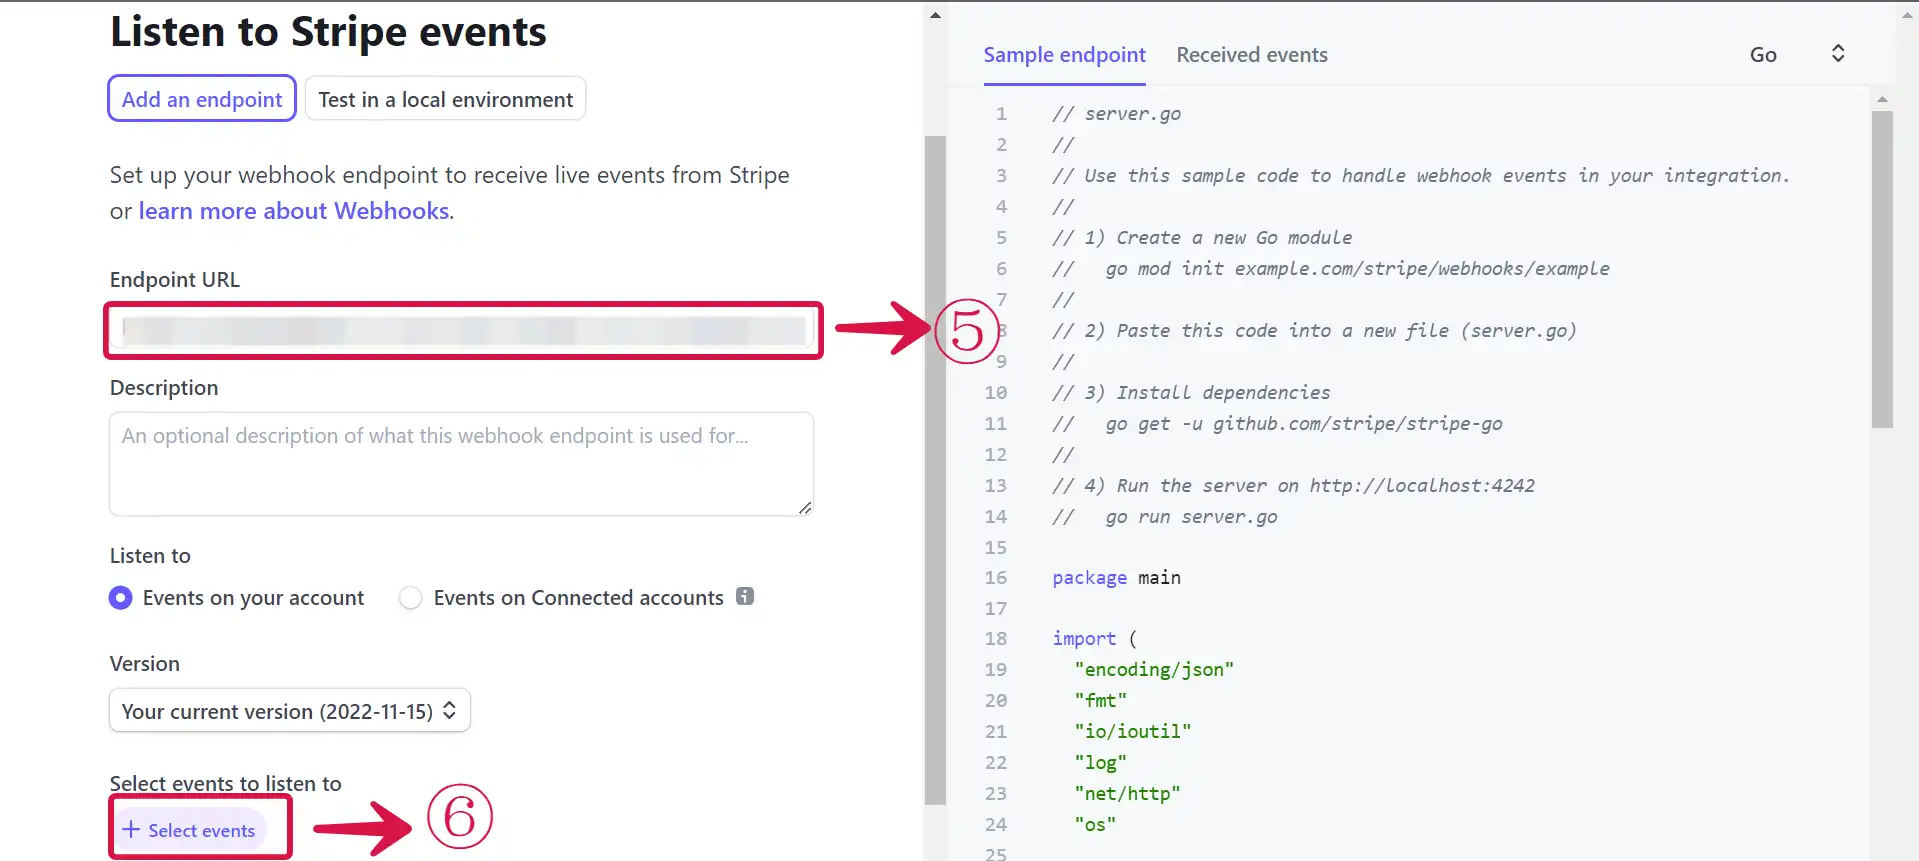 Listen to Stripe events
Add an endpoint
Test in a local environment
Set up your webhook endpoint to receive live events from Stripe
or learn more about Webhooks.
Endpoint URL
⑤
Description
An optional description of what this webhook endpoint is used for...
Listen to
Events on your account
Events on Connected accounts
Version
Your current version (2022-11-15)
Select events to listen to
+ Select events
⑥
Sample endpoint
Received events
Go
1 // server.go
2 //
3 // Use this sample code to handle webhook events in your integration.
4 //
5 // 1) Create a new Go module
6 //   go mod init example.com/stripe/webhooks/example
7 //
8 // 2) Paste this code into a new file (server.go)
9 //
10 // 3) Install dependencies
11 //   go get -u github.com/stripe/stripe-go
12 //
13 // 4) Run the server on http://localhost:4242
14 //   go run server.go
15
16 package main
17
18 import (
19   "encoding/json"
20   "fmt"
21   "io/ioutil"
22   "log"
23   "net/http"
24   "os"
25